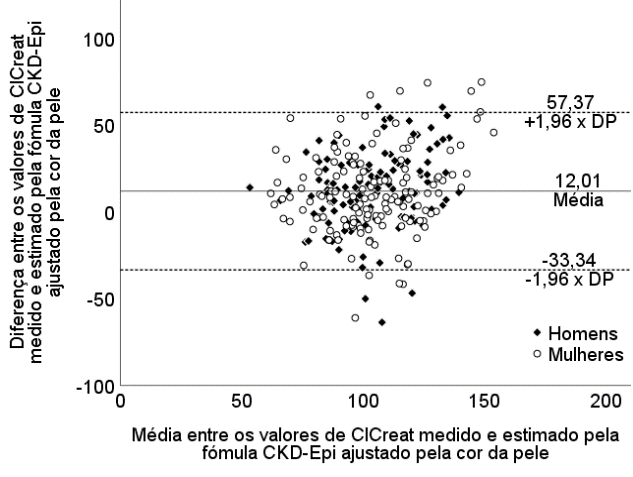 Diferença entre os valores de ClCreat
medido e estimado pela fómula CKD-Epi
ajustado pela cor da pele
100
50
0
-50
-100
57,37
+1,96 x DP
12,01
Média
-33,34
-1,96 x DP
Homens
Mulheres
0
50
100
150
200
Média entre os valores de ClCreat medido e estimado pela
fómula CKD-Epi ajustado pela cor da pele